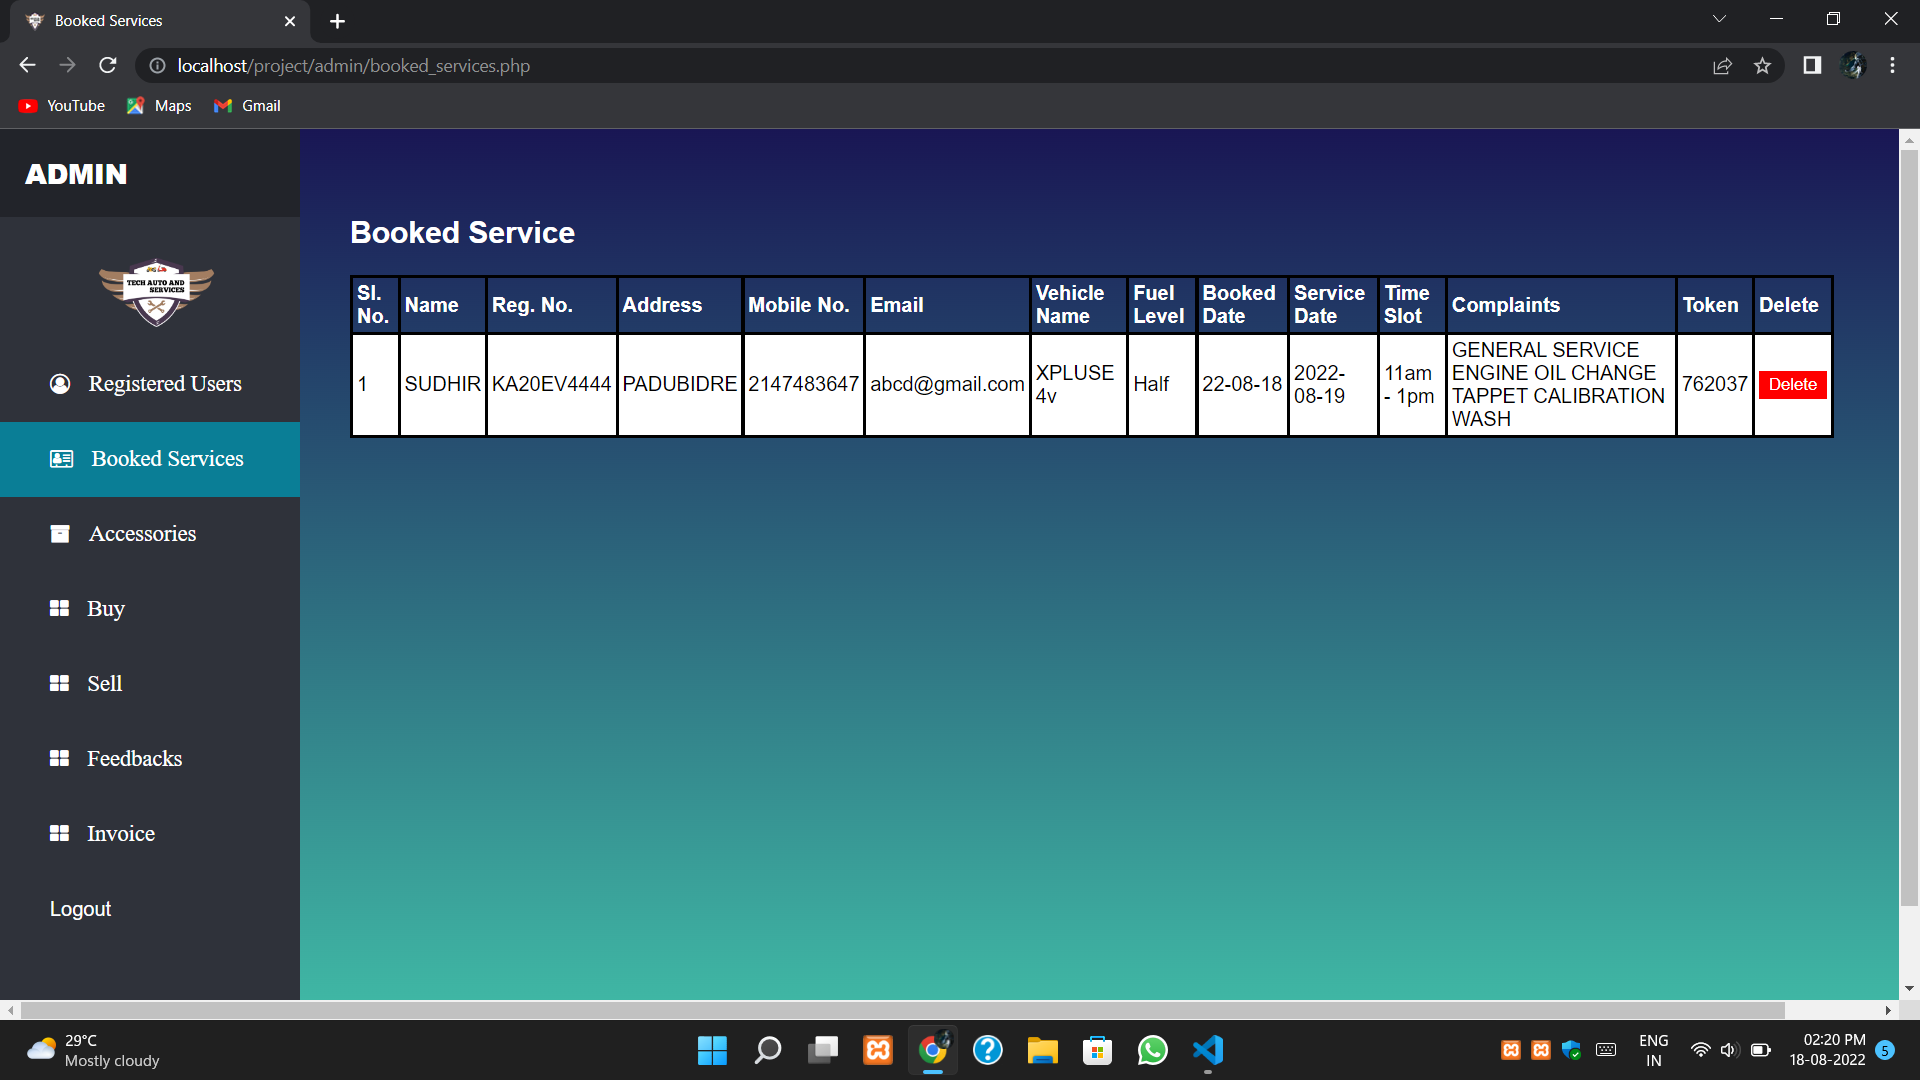 Booked Services
localhost/project/admin/booked_services.php
YouTube Maps Gmail
ADMIN
TECH AUTO AND
SERVICES
Registered Users
Booked Services
Accessories
Buy
Sell
Feedbacks
Invoice
Logout
Booked Service
Sl. No. Name Reg. No. Address Mobile No. Email Vehicle Name Fuel Level Booked Date Service Date Time Slot Complaints Token Delete
1 SUDHIR KA20EV4444 PADUBIDRE 2147483647 abcd@gmail.com XPLUSE 4v Half 22-08-18 2022-08-19 11am - 1pm GENERAL SERVICE ENGINE OIL CHANGE TAPPET CALIBRATION WASH 762037 Delete
29°C
Mostly cloudy
ENG
IN
02:20 PM
18-08-2022
5